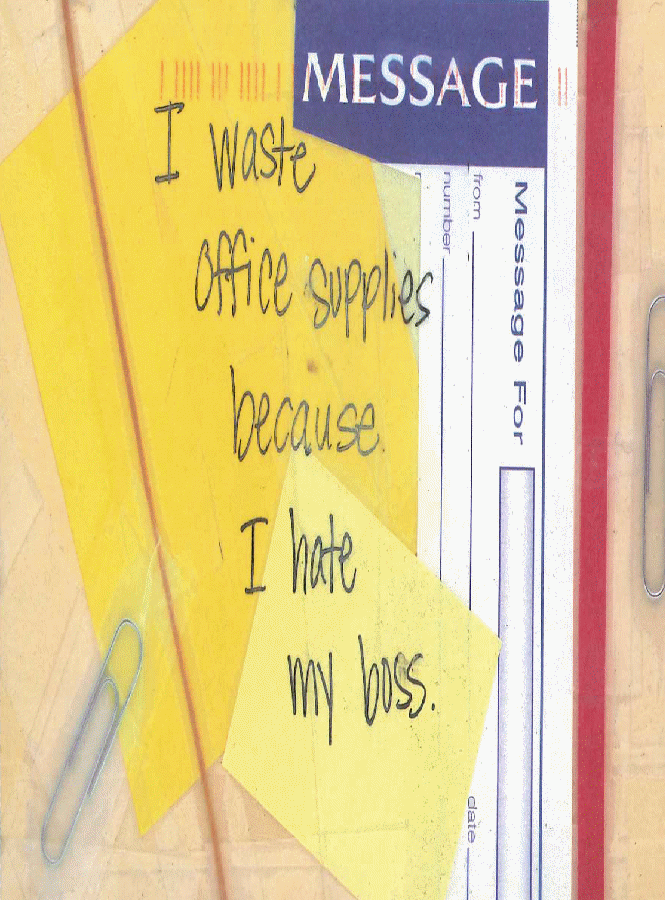 MESSAGE
I waste
office supplies
because
I hate
my boss.
Message For
from
number
date